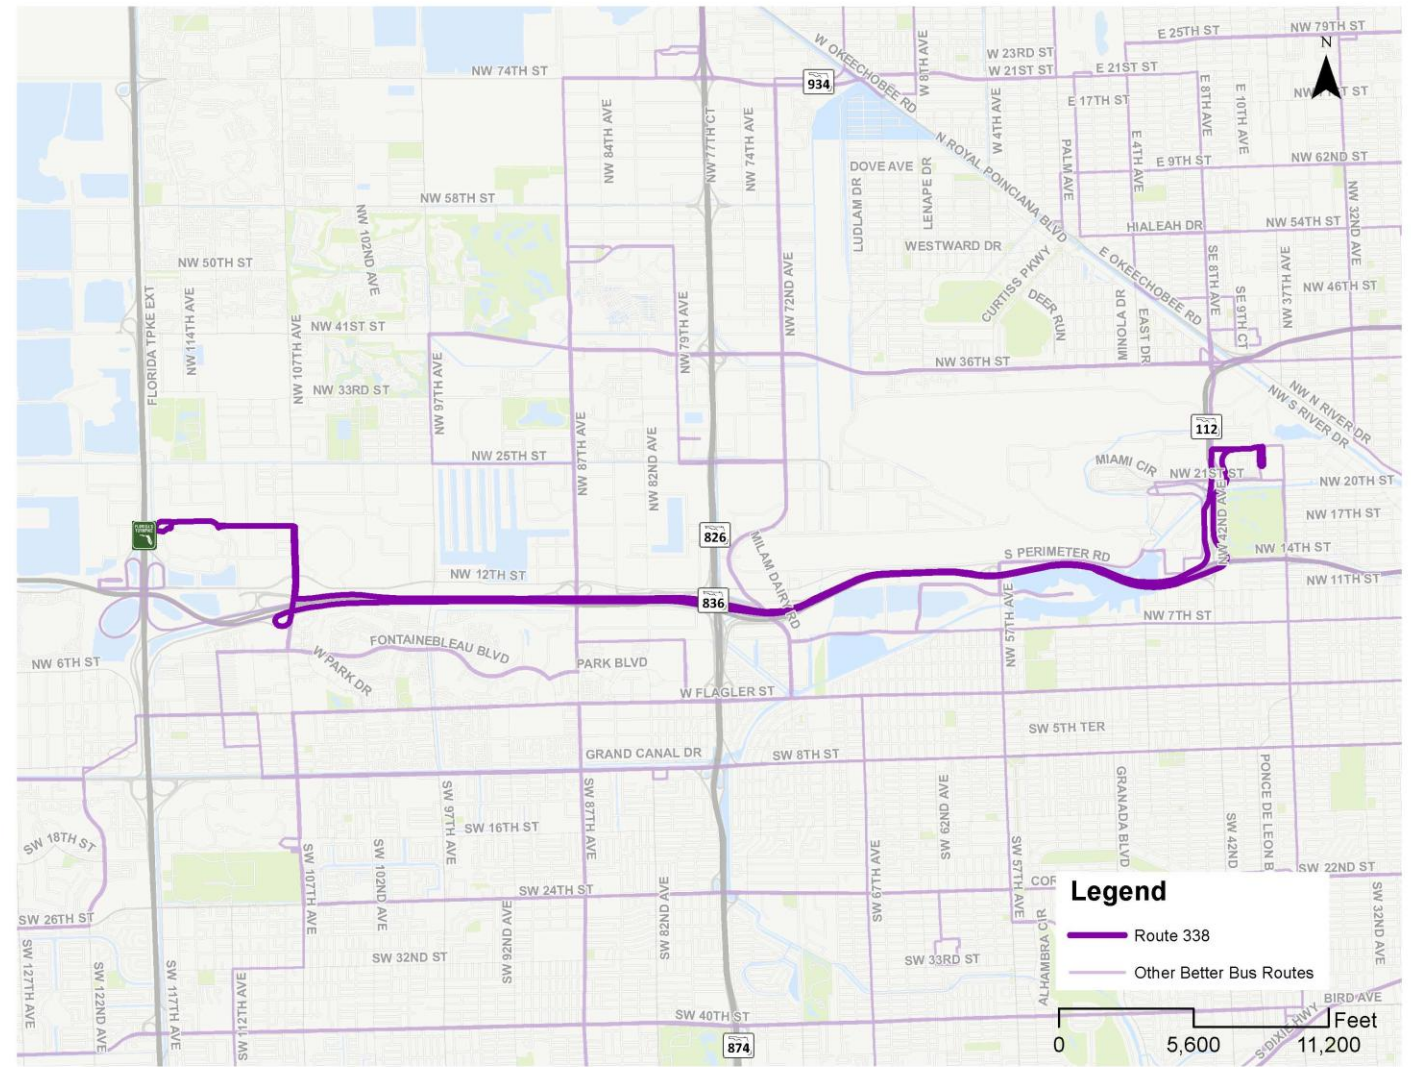 NW 79TH ST
E 25TH ST
N
W OKEECHOBEE RD
W 8TH AVE
W 23RD ST
W 21ST ST
E 21ST ST
NW 74TH ST
934
E 17TH ST
E 8TH AVE
E 10TH AVE
W 4TH AVE
NW 84TH AVE
NW 77TH CT
NW 74TH AVE
N ROYAL POINCIANA BLVD
PALM AVE
E 4TH AVE
E 9TH ST
NW 62ND ST
DOVE AVE
LUDLAM DR
LENAPE DR
NW 32ND AVE
NW 58TH ST
NW 102ND AVE
HIALEAH DR
NW 54TH ST
WESTWARD DR
NW 50TH ST
E OKEECHOBEE RD
SE 8TH AVE
NW 37TH AVE
CURTISS PKWY
DEER RUN
NW 72ND AVE
NW 46TH ST
SE 9TH CT
MINOLA DR
EAST DR
FLORIDA TPKE EXT
NW 114TH AVE
NW 107TH AVE
NW 41ST ST
NW 79TH AVE
NW 36TH ST
NW 97TH AVE
NW 33RD ST
NW N RIVER DR
NW S RIVER DR
NW 87TH AVE
NW 82ND AVE
112
NW 25TH ST
MIAMI CIR
NW 21ST ST
NW 20TH ST
NW 42ND AVE
NW 17TH ST
826
MILAM DAIRY RD
S PERIMETER RD
NW 14TH ST
NW 12TH ST
NW 11TH ST
836
NW 57TH AVE
NW 7TH ST
FONTAINEBLEAU BLVD
W PARK DR
NW 6TH ST
PARK BLVD
W FLAGLER ST
SW 5TH TER
GRAND CANAL DR
SW 8TH ST
SW 97TH AVE
SW 87TH AVE
SW 62ND AVE
GRANADA BLVD
PONCE DE LEON B
SW 42ND
SW 18TH ST
SW 16TH ST
SW 107TH AVE
SW 102ND AVE
SW 67TH AVE
SW 57TH AVE
SW 22ND ST
COR
SW 24TH ST
SW 82ND AVE
SW 92ND AVE
SW 26TH ST
SW 32ND AVE
SW 127TH AVE
SW 122ND AVE
SW 117TH AVE
SW 112TH AVE
SW 32ND ST
SW 33RD ST
ALHAMBRA CIR
SW 40TH ST
BIRD AVE
S DIXIE HWY
874
Legend
Route 338
Other Better Bus Routes
Feet
0 5,600 11,200